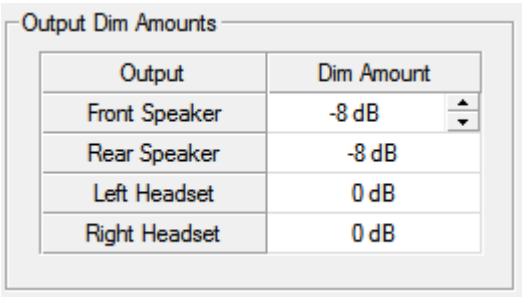 Output Dim Amounts
Output Dim Amount
Front Speaker -8 dB
Rear Speaker -8 dB
Left Headset 0 dB
Right Headset 0 dB